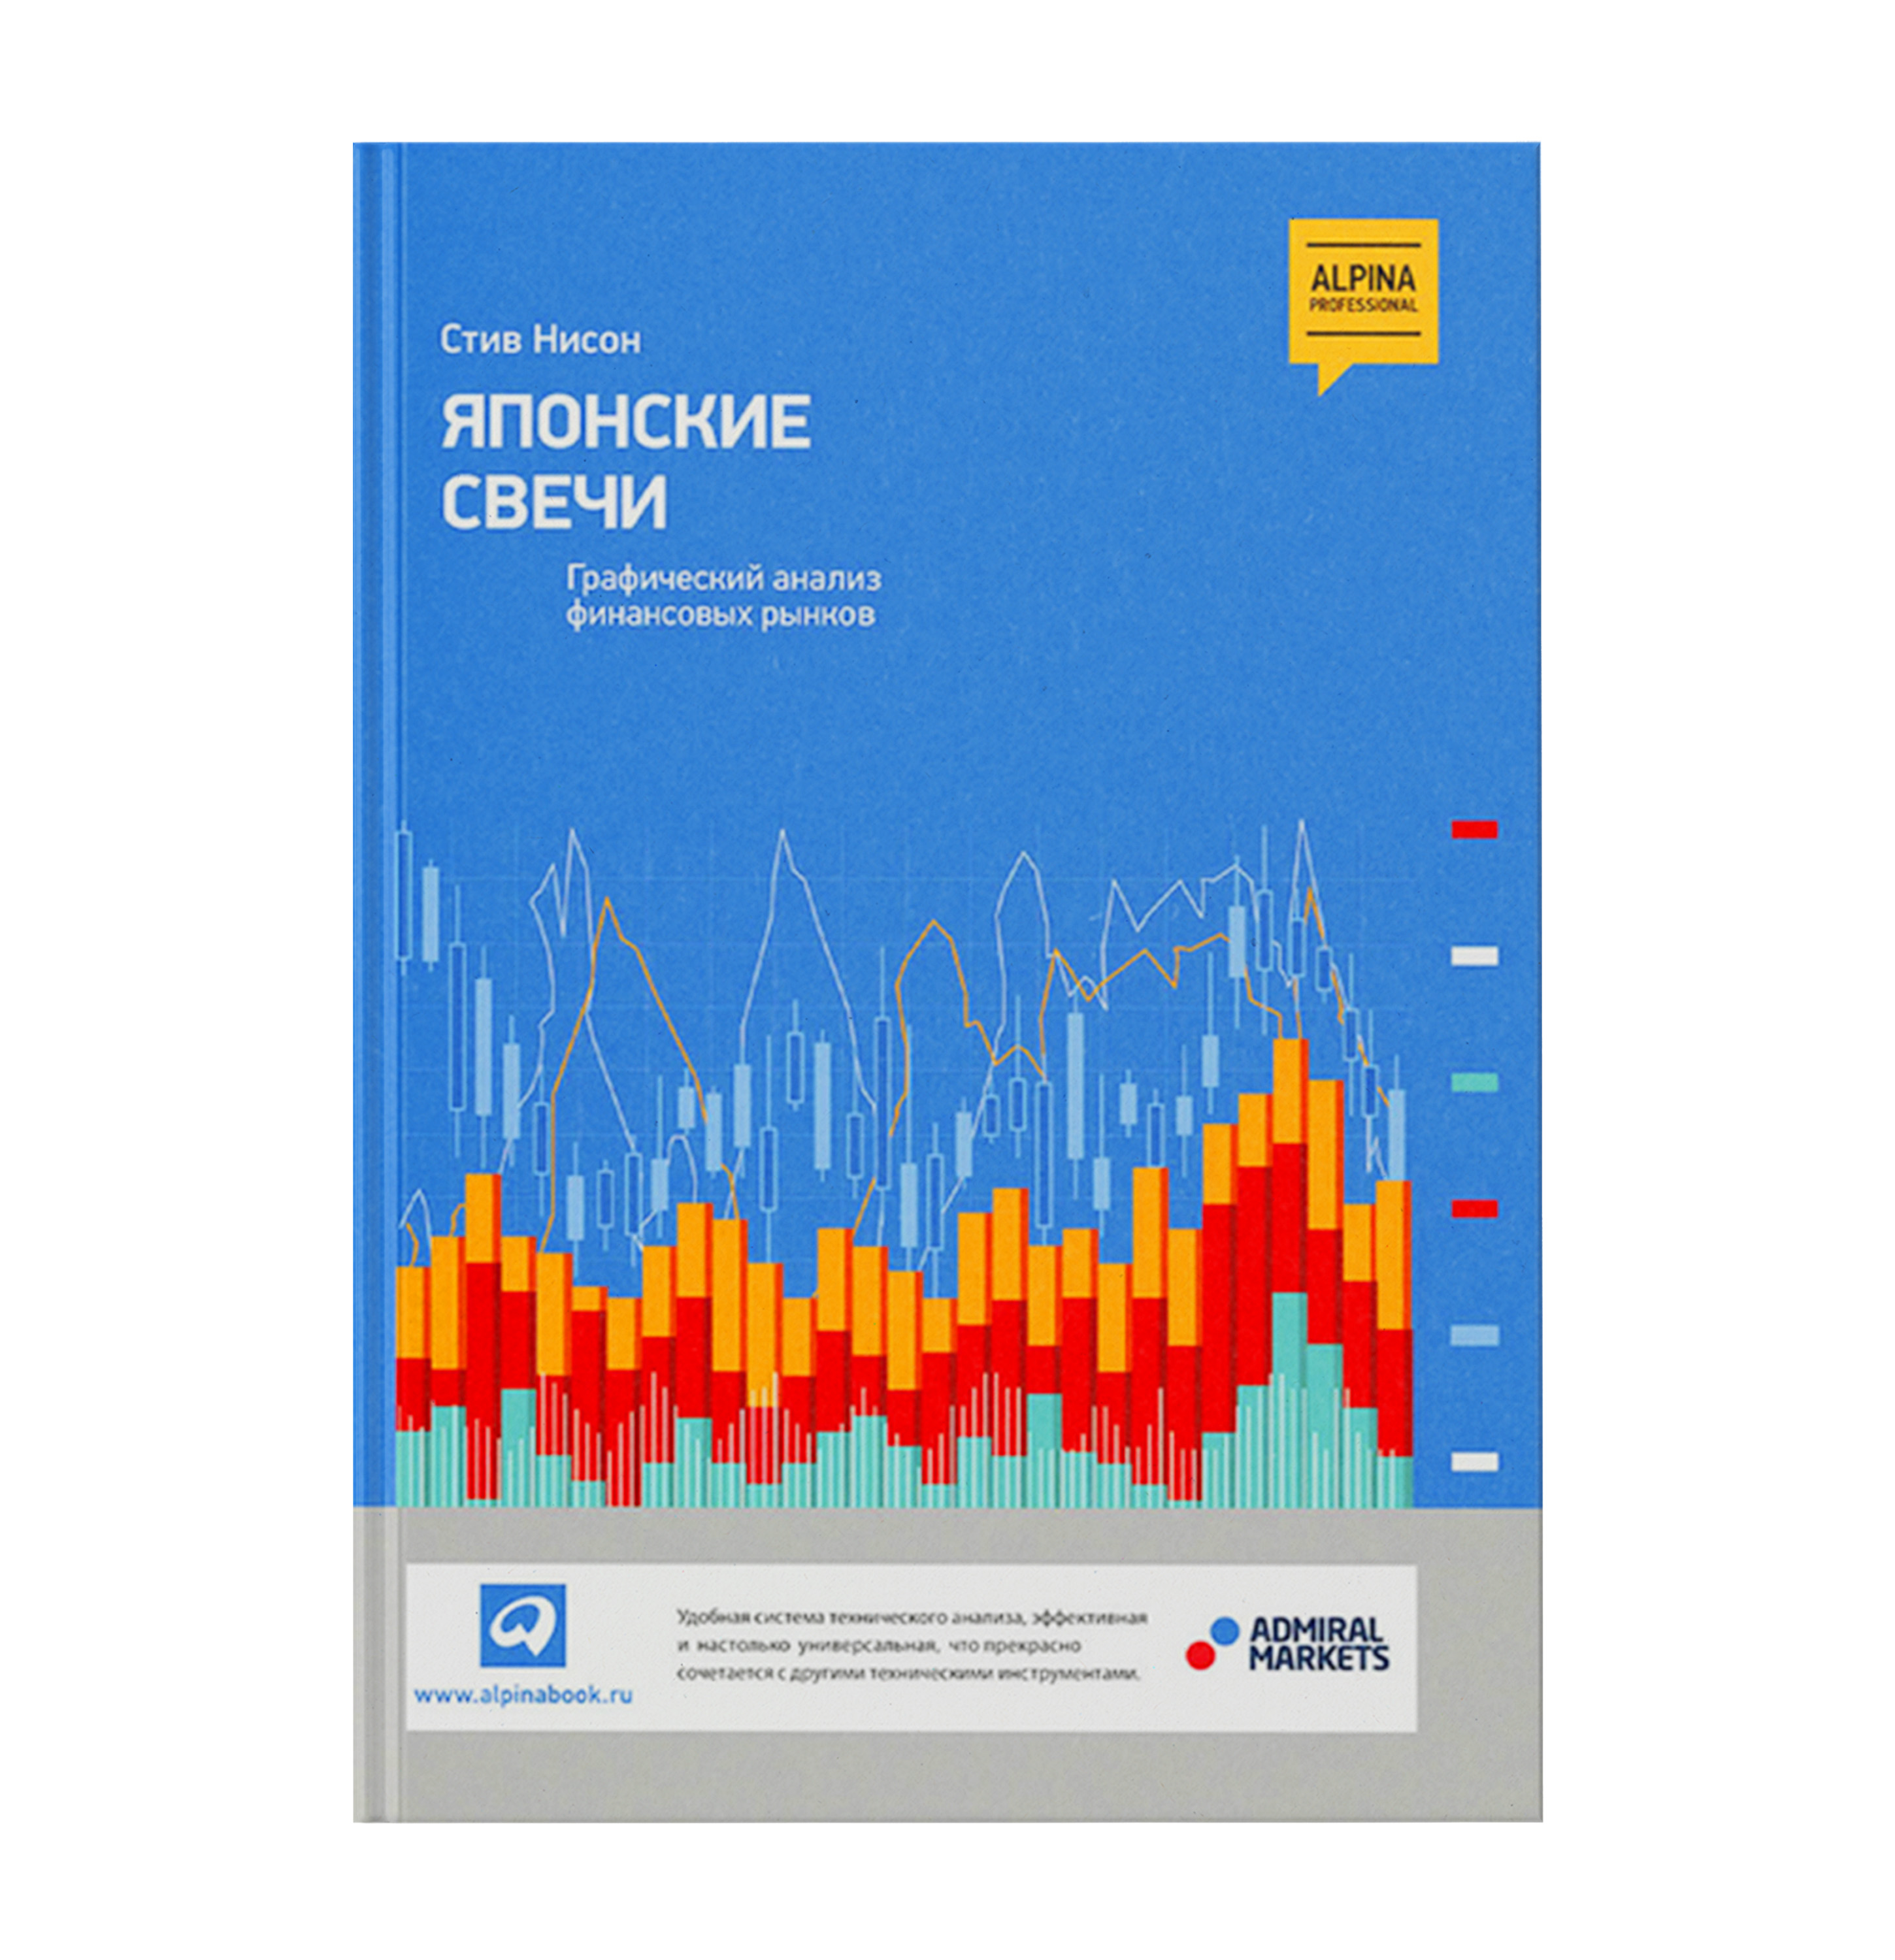 ALPINA
PROFESSIONAL
Стив Нисон
ЯПОНСКИЕ
СВЕЧИ
Графический анализ
финансовых рынков
www.alpinabook.ru
Удобная система технического анализа, эффективная
и настолько универсальная, что прекрасно
сочетается с другими техническими инструментами.
ADMIRAL
MARKETS